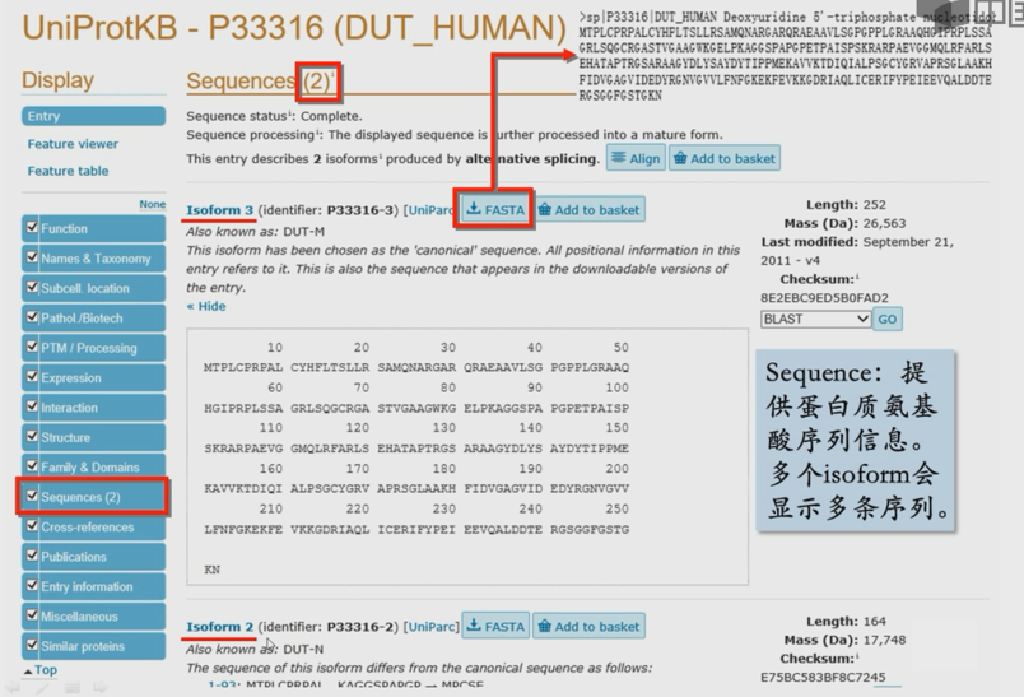 UniProtKB - P33316 (DUT_HUMAN)
>sp|P33316|DUT_HUMAN Deoxyuridine 5'-triphosphate nucleotido
MTPLCPRPALCYHFLTSLLRSAMQNARGARQRAEAAVLSGPGPPLGRAAQHGIPRPLSSA
GRLSQGCRGASTVGAAGWKGELPKAGGSPAPGPETPAISPSKRARPAEVGGMQLRFARLS
EHATAPTRGSARAAGYDLYSAYDYTIPPMEKAVVKTDIQIALPSGCYGRVAPRSGLAAKH
FIDVGAGVIDEDYRGNVGVVLFNFGKEKFEVKKGDRIAQLICERIFYPEIEEVQALDDTE
RGSGGFGSTGKN
Display
Entry
Feature viewer
Feature table
None
Function
Names & Taxonomy
Subcell. location
Pathol./Biotech
PTM / Processing
Expression
Interaction
Structure
Family & Domains
Sequences (2)
Cross-references
Publications
Entry information
Miscellaneous
Similar proteins
Top
Sequences (2)i
Sequence statusi: Complete.
Sequence processingi: The displayed sequence is further processed into a mature form.
This entry describes 2 isoformsi produced by alternative splicing. Align Add to basket
Isoform 3 (identifier: P33316-3) [UniParc FASTA Add to basket
Also known as: DUT-M
This isoform has been chosen as the 'canonical' sequence. All positional information in this
entry refers to it. This is also the sequence that appears in the downloadable versions of
the entry.
« Hide
10 20 30 40 50
MTPLCPRPAL CYHFLTSLLR SAMQNARGAR QRAEAAVLSG PGPPLGRAAQ
60 70 80 90 100
HGIPRPLSSA GRLSQGCRGA STVGAAGWKG ELPKAGGSPA PGPETPAISP
110 120 130 140 150
SKRARPAEVG GMQLRFARLS EHATAPTRGS ARAAGYDLYS AYDYTIPPME
160 170 180 190 200
KAVVKTDIQI ALPSGCYGRV APRSGLAAKH FIDVGAGVID EDYRGNVGVV
210 220 230 240 250
LFNFGKEKFE VKKGDRIAQL ICERIFYPEI EEVQALDDTE RGSGGFGSTG
KN
Length: 252
Mass (Da): 26,563
Last modified: September 21,
2011 - v4
Checksum:i
8E2EBC9ED5B0FAD2
BLAST GO
Sequence: 提
供蛋白质氨基
酸序列信息。
多个isoform会
显示多条序列。
Isoform 2 (identifier: P33316-2) [UniParc] FASTA Add to basket
Also known as: DUT-N
The sequence of this isoform differs from the canonical sequence as follows:
1-93: MTPLCPRPAL...KAGGSPAPGP → MPCSE
Length: 164
Mass (Da): 17,748
Checksum:i
E75BC583BF8C7245